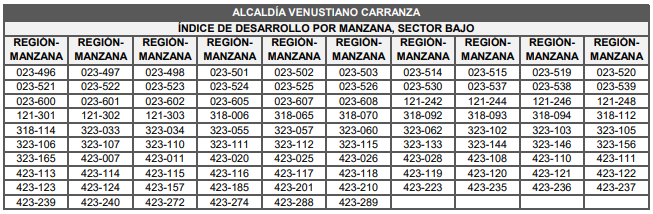 ALCALDÍA VENUSTIANO CARRANZA
ÍNDICE DE DESARROLLO POR MANZANA, SECTOR BAJO
REGIÓN- REGIÓN- REGIÓN- REGIÓN- REGIÓN- REGIÓN- REGIÓN- REGIÓN- REGIÓN- REGIÓN-
MANZANA MANZANA MANZANA MANZANA MANZANA MANZANA MANZANA MANZANA MANZANA MANZANA
023-496 023-497 023-498 023-501 023-502 023-503 023-514 023-515 023-519 023-520
023-521 023-522 023-523 023-524 023-525 023-526 023-530 023-537 023-538 023-539
023-600 023-601 023-602 023-605 023-607 023-608 121-242 121-244 121-246 121-248
121-301 121-302 121-303 318-006 318-065 318-070 318-092 318-093 318-094 318-112
318-114 323-033 323-034 323-055 323-057 323-060 323-062 323-102 323-103 323-105
323-106 323-107 323-110 323-111 323-112 323-115 323-133 323-144 323-146 323-156
323-165 423-007 423-011 423-020 423-025 423-026 423-028 423-108 423-110 423-111
423-113 423-114 423-115 423-116 423-117 423-118 423-119 423-120 423-121 423-122
423-123 423-124 423-157 423-185 423-201 423-210 423-223 423-235 423-236 423-237
423-239 423-240 423-272 423-274 423-288 423-289